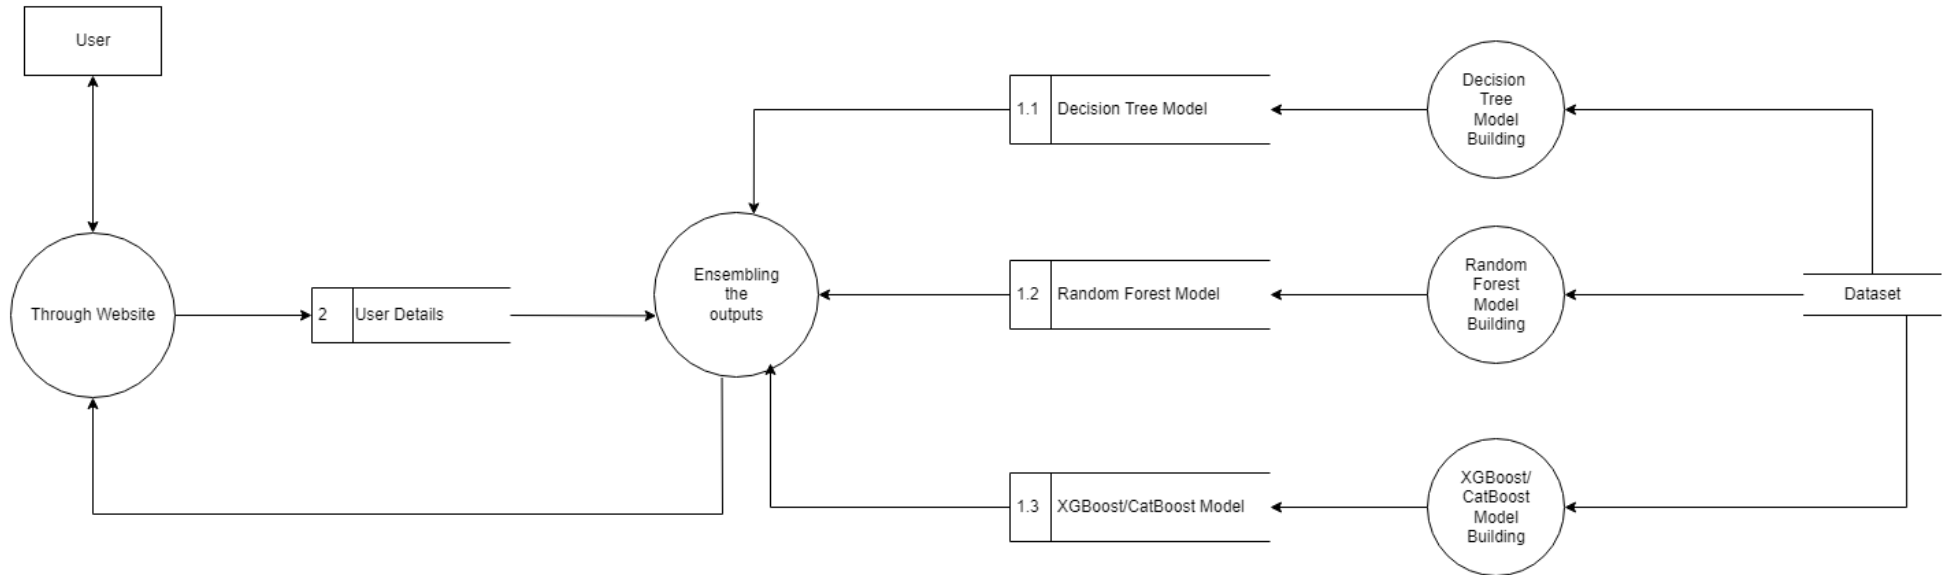 User
Through Website
2
User Details
Ensembling
the
outputs
1.1
Decision Tree Model
1.2
Random Forest Model
1.3
XGBoost/CatBoost Model
Decision
Tree
Model
Building
Random
Forest
Model
Building
XGBoost/
CatBoost
Model
Building
Dataset